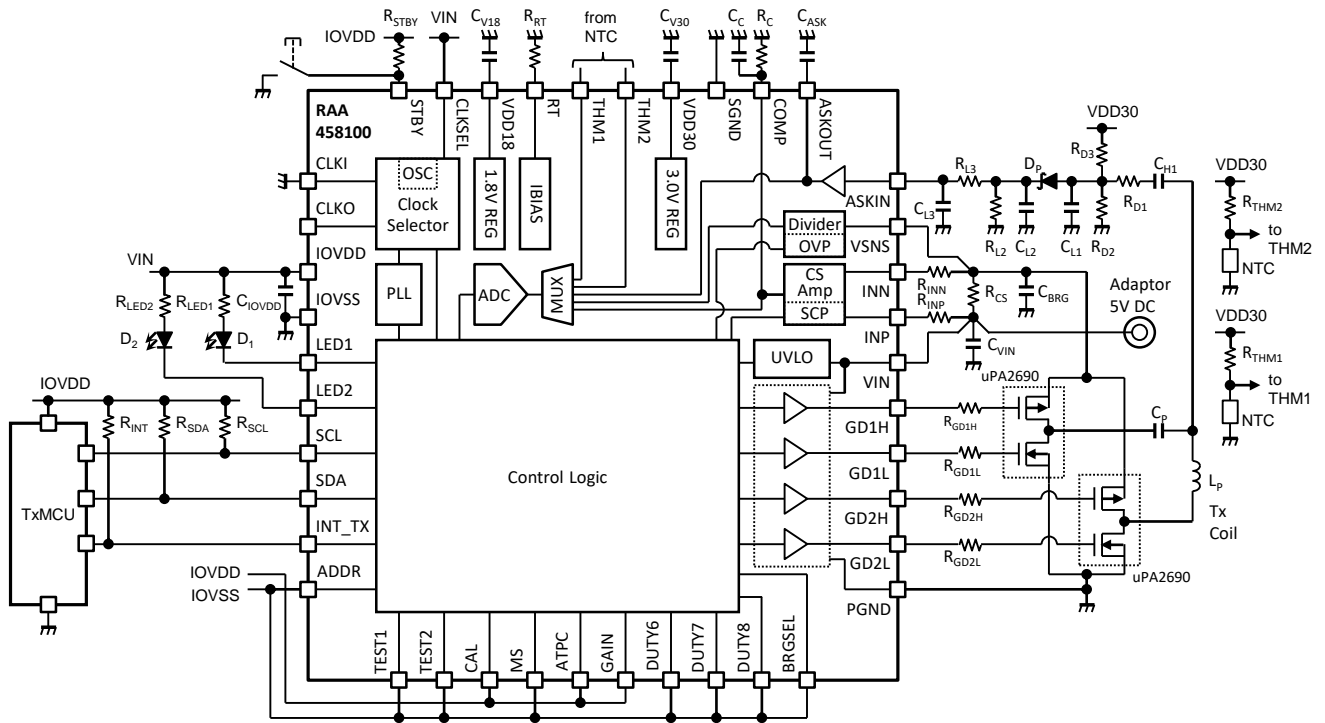 IOVDD
RSTBY
VIN
CV18
RRT
from
NTC
CV30
CC
RC
CASK
RAA
458100
STBY
CLKSEL
VDD18
RT
THM1
THM2
VDD30
SGND
COMP
ASKOUT
CLKI
CLKO
OSC
Clock
Selector
1.8V REG
IBIAS
3.0V REG
ASKIN
RL3
DP
VDD30
RD3
CH1
RD1
CL3
RL2
CL2
CL1
RD2
VDD30
RTHM2
to
THM2
NTC
VIN
IOVDD
IOVSS
RLED2
RLED1
CIOVDD
D2
D1
PLL
ADC
MUX
Divider
OVP
VSNS
CS
Amp
SCP
INN
INP
RINN
RINP
RCS
CBRG
CVIN
Adaptor
5V DC
VDD30
RTHM1
to
THM1
NTC
LED1
LED2
UVLO
VIN
uPA2690
IOVDD
RINT
RSDA
RSCL
SCL
SDA
INT_TX
ADDR
TxMCU
Control Logic
GD1H
GD1L
GD2H
GD2L
PGND
RGD1H
RGD1L
RGD2H
RGD2L
CP
LP
Tx
Coil
uPA2690
IOVDD
IOVSS
TEST1
TEST2
CAL
MS
ATPC
GAIN
DUTY6
DUTY7
DUTY8
BRGSEL